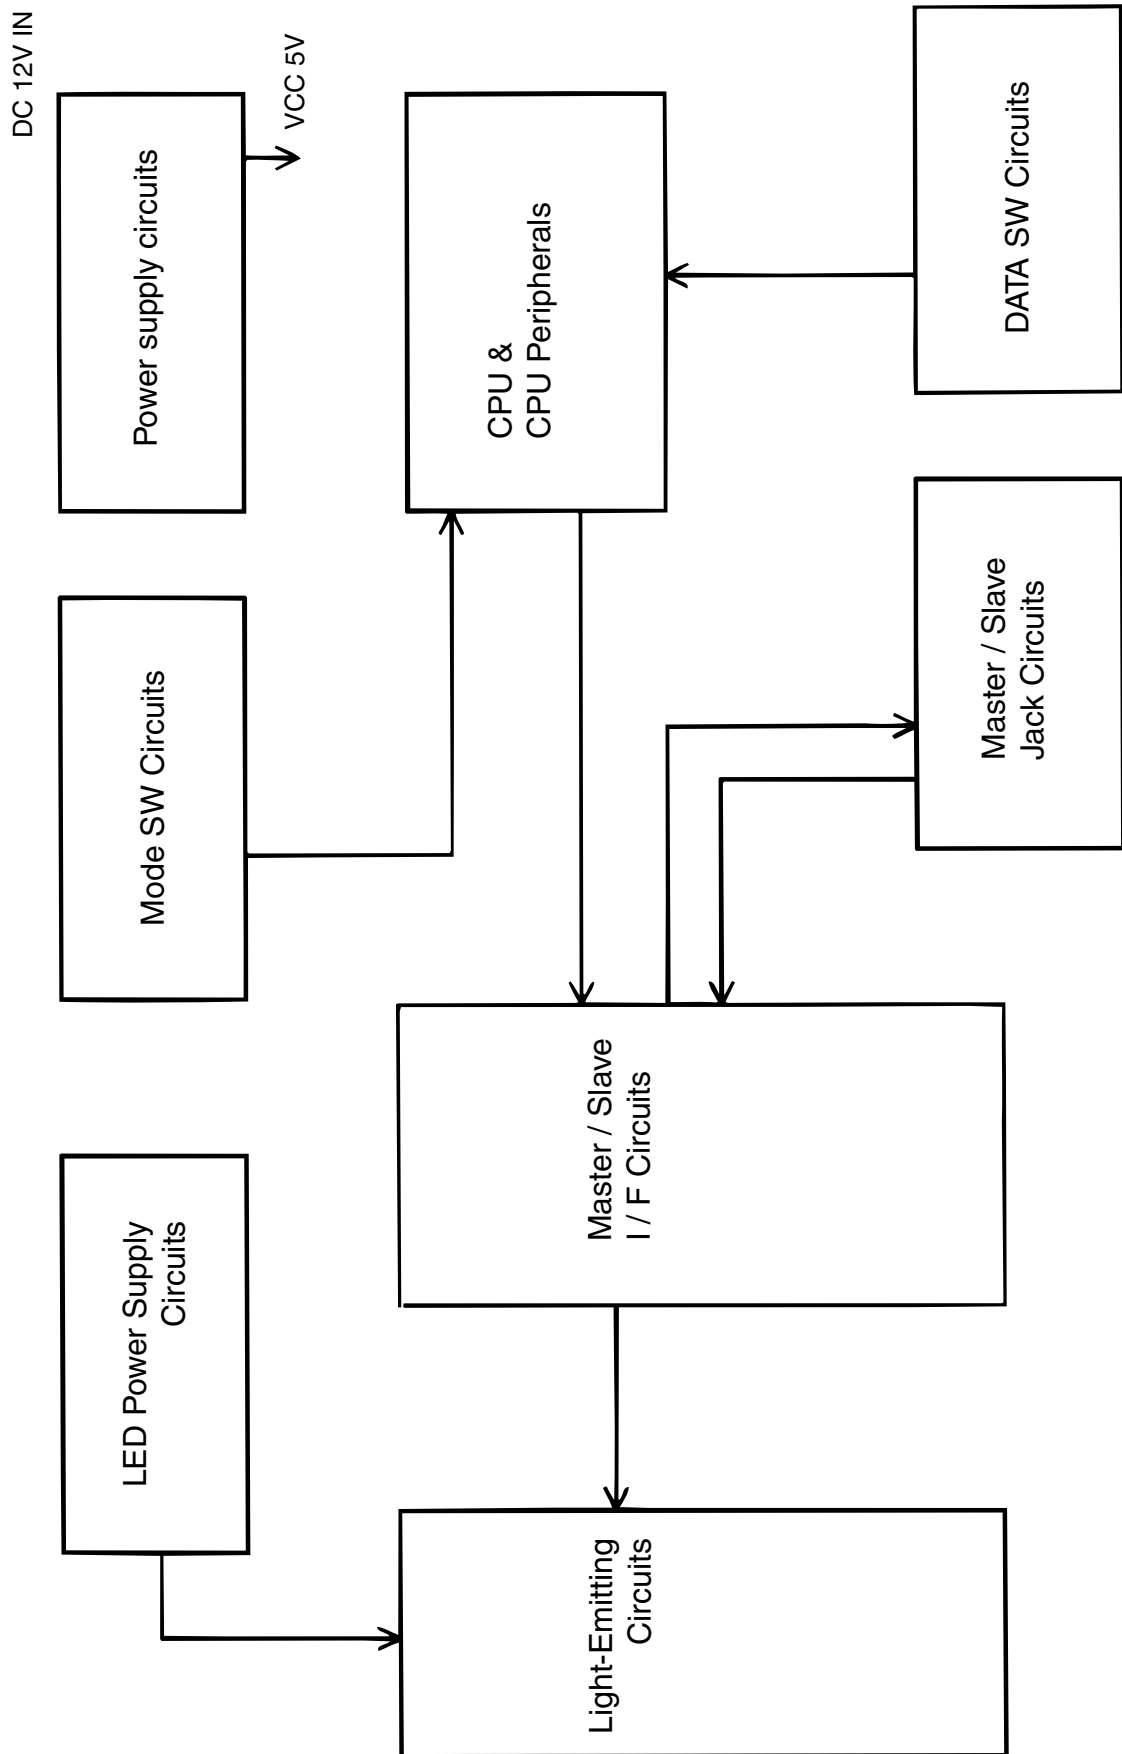 LED Power Supply
Circuits
Mode SW Circuits
Power supply circuits
DC 12V IN
VCC 5V
Light-Emitting
Circuits
Master / Slave
I / F Circuits
CPU &
CPU Peripherals
Master / Slave
Jack Circuits
DATA SW Circuits